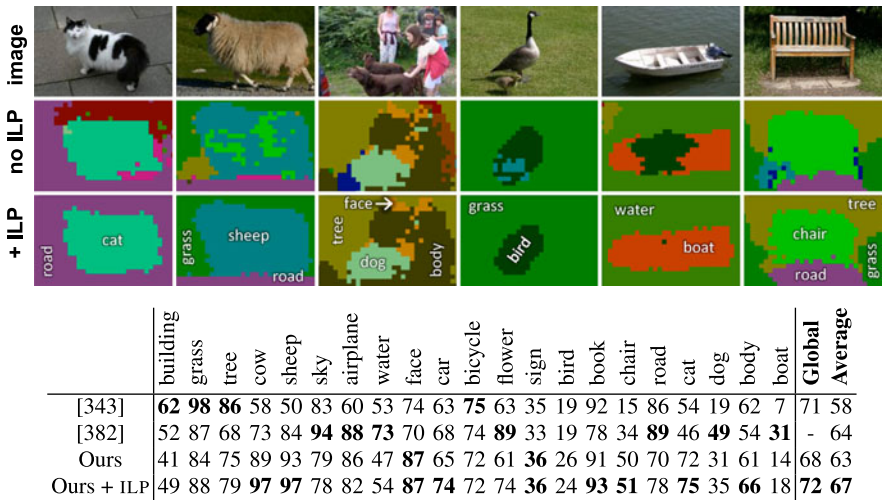 image
no ILP
+ ILP
face →
tree
dog
body
road
cat
grass
sheep
road
grass
bird
water
boat
tree
chair
road
grass
building grass tree cow sheep sky airplane water face car bicycle flower sign bird book chair road cat dog body boat Global Average
[343] 62 98 86 58 50 83 60 53 74 63 75 63 35 19 92 15 86 54 19 62 7 71 58
[382] 52 87 68 73 84 94 88 73 70 68 74 89 33 19 78 34 89 46 49 54 31 - 64
Ours 41 84 75 89 93 79 86 47 87 65 72 61 36 26 91 50 70 72 31 61 14 68 63
Ours + ILP 49 88 79 97 97 78 82 54 87 74 72 74 36 24 93 51 78 75 35 66 18 72 67